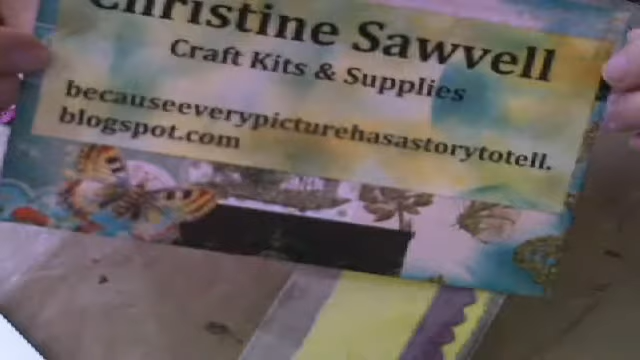 Christine Sawvell
Craft Kits & Supplies
becauseeverypicturehasastorytotell.
blogspot.com